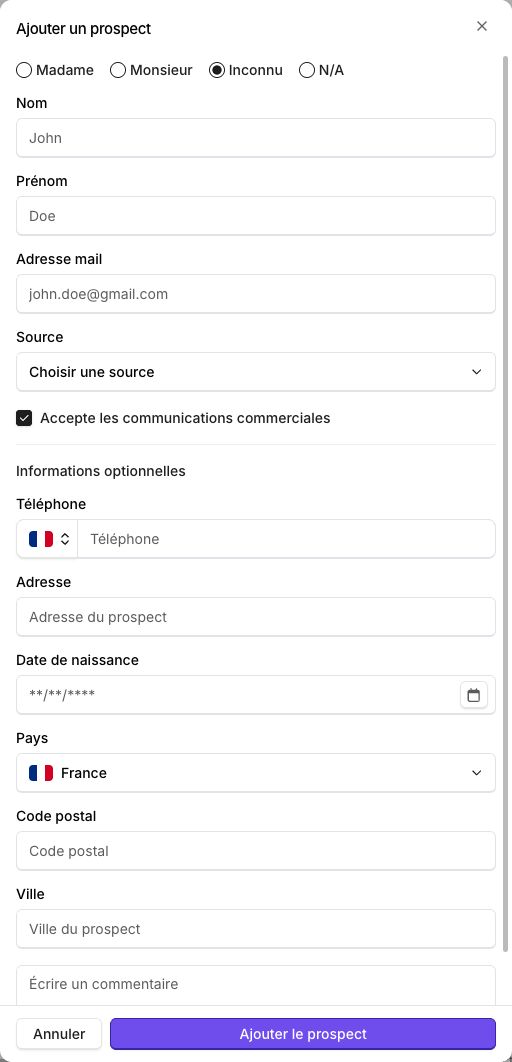 Ajouter un prospect
Madame Monsieur Inconnu N/A
Nom
John
Prénom
Doe
Adresse mail
john.doe@gmail.com
Source
Choisir une source
Accepte les communications commerciales
Informations optionnelles
Téléphone
Téléphone
Adresse
Adresse du prospect
Date de naissance
**/**/****
Pays
France
Code postal
Code postal
Ville
Ville du prospect
Écrire un commentaire
Annuler Ajouter le prospect